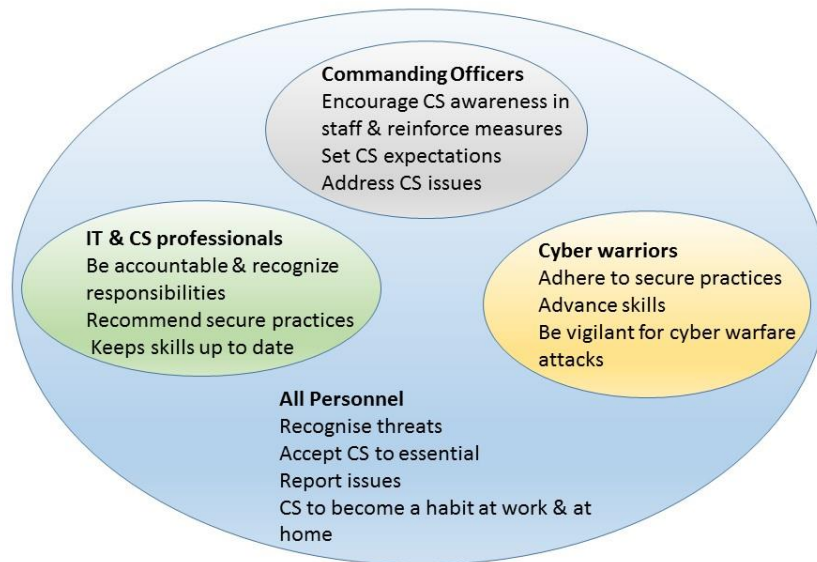 Commanding Officers
Encourage CS awareness in
staff & reinforce measures
Set CS expectations
Address CS issues
IT & CS professionals
Be accountable & recognize
responsibilities
Recommend secure practices
Keeps skills up to date
Cyber warriors
Adhere to secure practices
Advance skills
Be vigilant for cyber warfare
attacks
All Personnel
Recognise threats
Accept CS to essential
Report issues
CS to become a habit at work & at
home